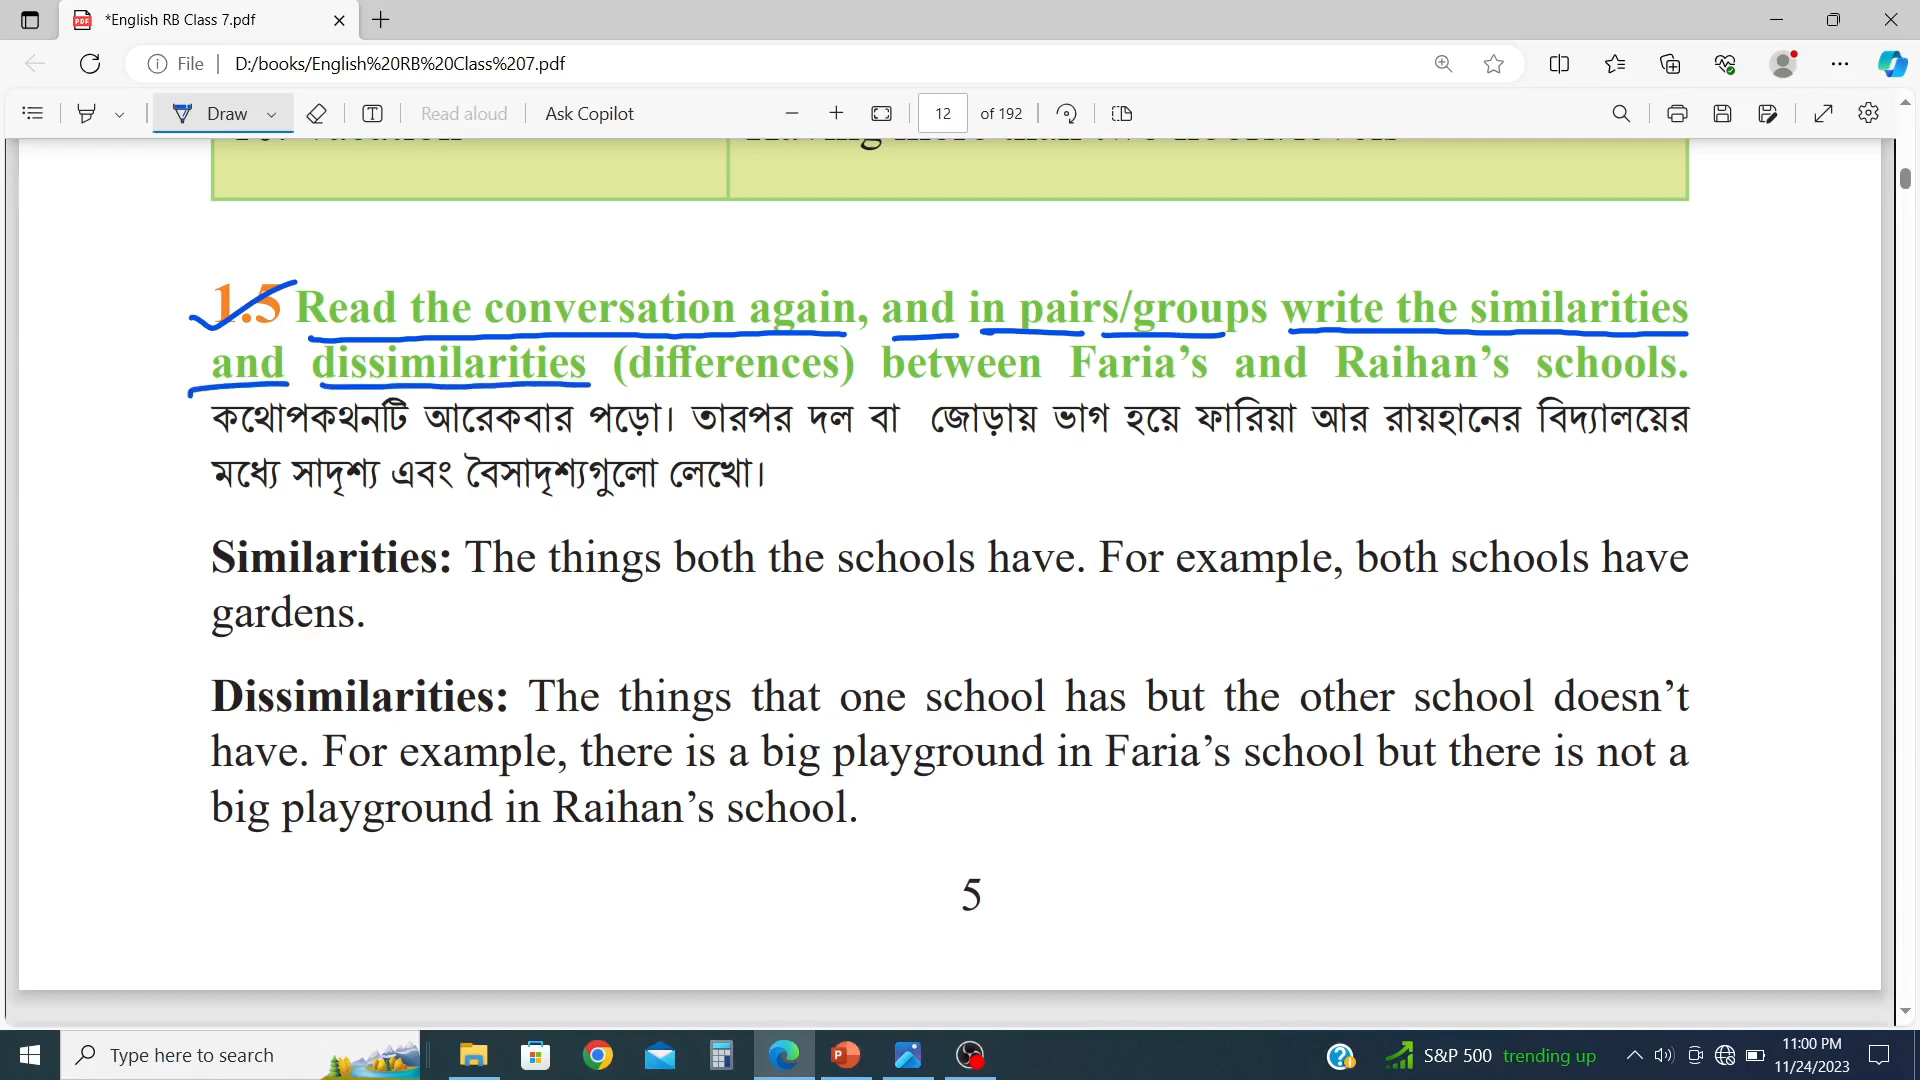 *English RB Class 7.pdf
File
D:/books/English%20RB%20Class%207.pdf
Draw
Read aloud
Ask Copilot
12
of 192
1.5 Read the conversation again, and in pairs/groups write the similarities
and dissimilarities (differences) between Faria’s and Raihan’s schools.
কথোপকথনটি আরেকবার পড়ো। তারপর দল বা জোড়ায় ভাগ হয়ে ফারিয়া আর রায়হানের বিদ্যালয়ের
মধ্যে সাদৃশ্য এবং বৈসাদৃশ্যগুলো লেখো।
Similarities: The things both the schools have. For example, both schools have
gardens.
Dissimilarities: The things that one school has but the other school doesn’t
have. For example, there is a big playground in Faria’s school but there is not a
big playground in Raihan’s school.
5
Type here to search
S&P 500 trending up
11:00 PM
11/24/2023